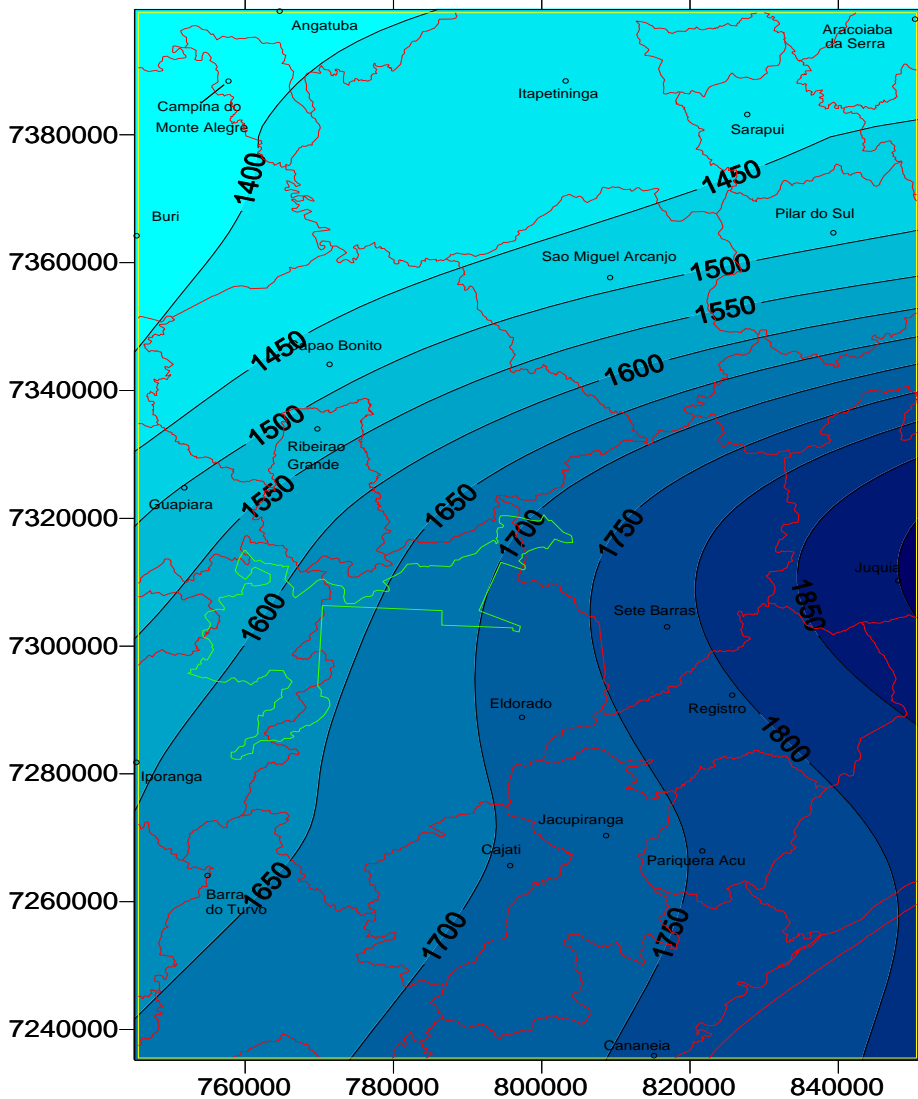 Angatuba
Aracoiaba
da Serra
Campina do
Monte Alegre
Itapetininga
7380000
Sarapui
1400
1450
Buri
Pilar do Sul
7360000
Sao Miguel Arcanjo
1500
1550
1450
apao Bonito
1600
7340000
1500
Ribeirao
Grande
1550
Guapiara
1650
7320000
1700
1750
Juquia
1850
1600
Sete Barras
7300000
Eldorado
Registro
1800
7280000
Iporanga
Jacupiranga
Cajati
Pariquera Acu
1650
7260000
Barra
do Turvo
1700
1750
7240000
Cananeia
760000
780000
800000
820000
840000